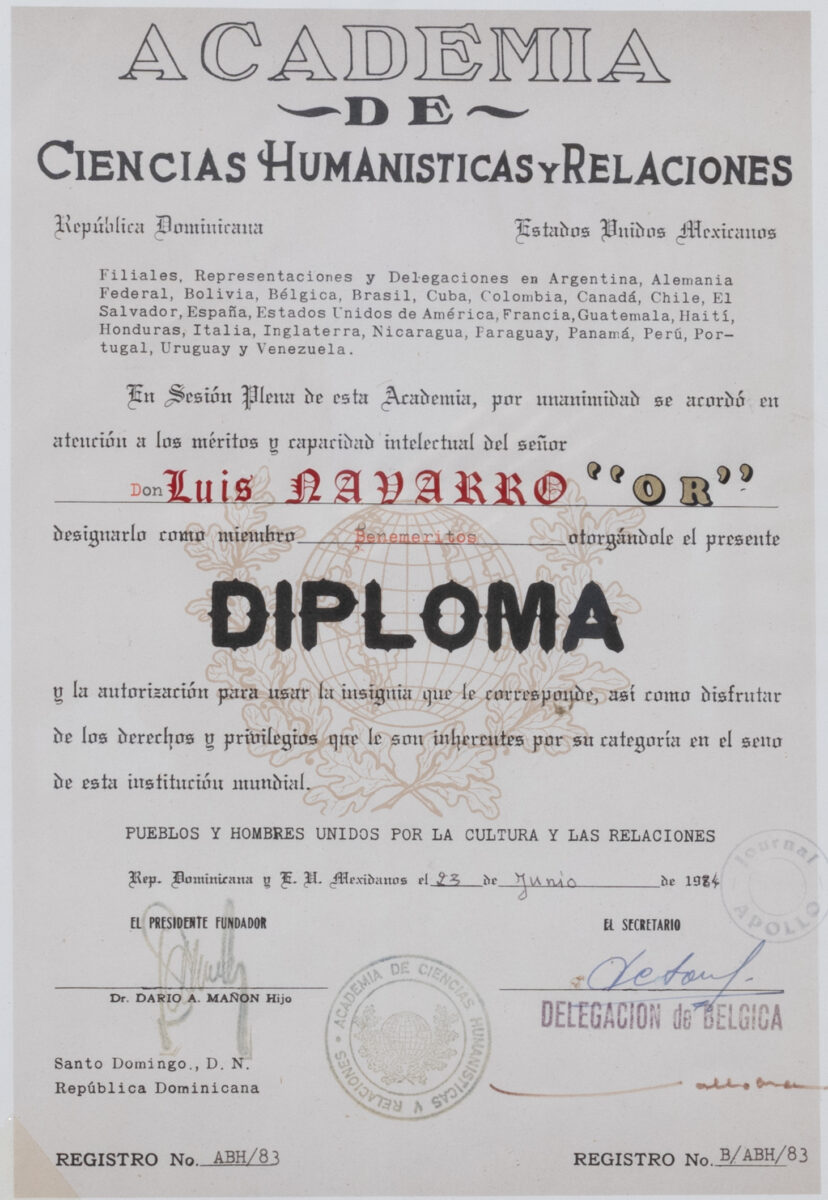 ACADEMIA
DE
CIENCIAS HUMANISTICAS Y RELACIONES
República Dominicana Estados Unidos Mexicanos
Filiales, Representaciones y Delegaciones en Argentina, Alemania
Federal, Bolivia, Bélgica, Brasil, Cuba, Colombia, Canadá, Chile, El
Salvador, España, Estados Unidos de América, Francia, Guatemala, Haití,
Honduras, Italia, Inglaterra, Nicaragua, Paraguay, Panamá, Perú, Por-
tugal, Uruguay y Venezuela.
En Sesión Plena de esta Academia, por unanimidad se acordó en
atención a los méritos y capacidad intelectual del señor
Don Luis NAVARRO "OR"
designarlo como miembro Benemeritos otorgándole el presente
DIPLOMA
y la autorización para usar la insignia que le corresponde, así como disfrutar
de los derechos y privilegios que le son inherentes por su categoría en el seno
de esta institución mundial.
PUEBLOS Y HOMBRES UNIDOS POR LA CULTURA Y LAS RELACIONES
Rep. Dominicana y E. U. Mexidanos el 23 de Junio de 1984
Journal APOLLO
EL PRESIDENTE FUNDADOR EL SECRETARIO
Dr. DARIO A. MAÑON Hijo
DELEGACION de BELGICA
ACADEMIA DE CIENCIAS HUMANISTICAS Y RELACIONES
Santo Domingo., D. N.
República Dominicana
REGISTRO No. ABH/83 REGISTRO No. B/ABH/83